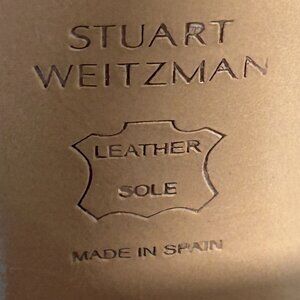 STUART
WEITZMAN
LEATHER
SOLE
MADE IN SPAIN